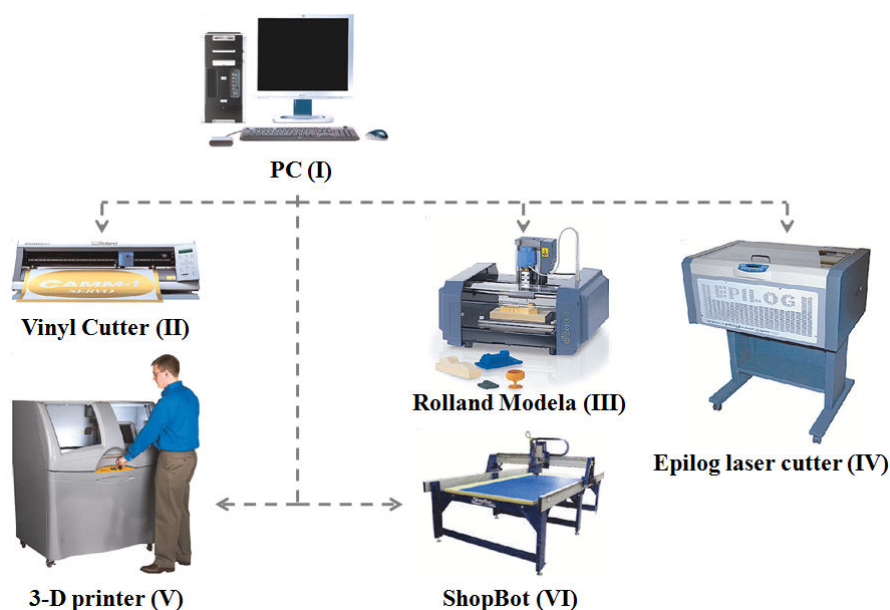 PC (I)
Roland
CAMM-1
SERVO
Vinyl Cutter (II)
Rolland Modela (III)
EPILOG
Epilog laser cutter (IV)
3-D printer (V)
ShopBot (VI)